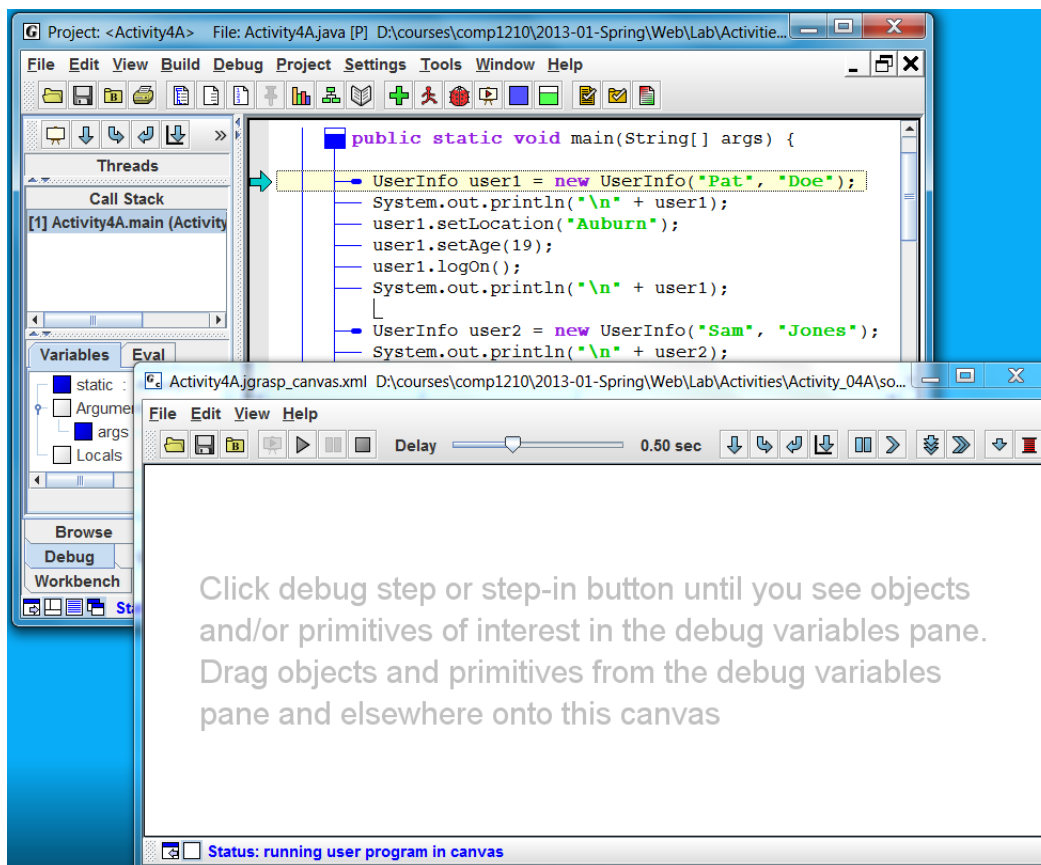 Project: <Activity4A> File: Activity4A.java [P] D:\courses\comp1210\2013-01-Spring\Web\Lab\Activitie...
File Edit View Build Debug Project Settings Tools Window Help
Threads
Call Stack
[1] Activity4A.main (Activity
Variables Eval
static :
Argumer
args
Locals
Browse
Debug
Workbench
public static void main(String[] args) {
UserInfo user1 = new UserInfo("Pat", "Doe");
System.out.println("\n" + user1);
user1.setLocation("Auburn");
user1.setAge(19);
user1.logOn();
System.out.println("\n" + user1);
UserInfo user2 = new UserInfo("Sam", "Jones");
System.out.println("\n" + user2);
Activity4A.jgrasp_canvas.xml D:\courses\comp1210\2013-01-Spring\Web\Lab\Activities\Activity_04A\so...
File Edit View Help
Delay 0.50 sec
Click debug step or step-in button until you see objects
and/or primitives of interest in the debug variables pane.
Drag objects and primitives from the debug variables
pane and elsewhere onto this canvas
Status: running user program in canvas